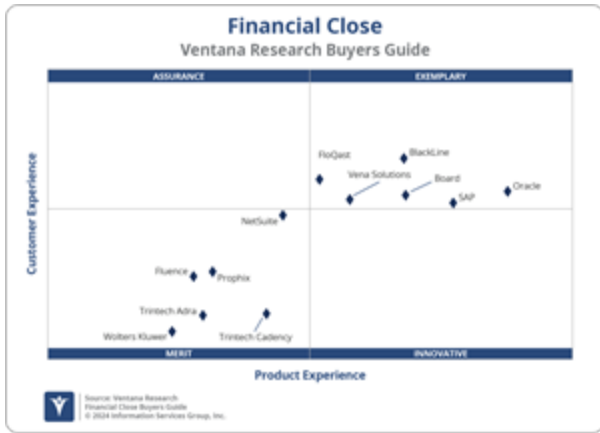 Financial Close
Ventana Research Buyers Guide
ASSURANCE
EXEMPLARY
FloQast
BlackLine
Vena Solutions
Board
Oracle
SAP
NetSuite
Fluence
Prophix
Trintech Adra
Wolters Kluwer
Trintech Cadency
MERIT
INNOVATIVE
Customer Experience
Product Experience
Source: Ventana Research
Financial Close Buyers Guide
© 2024 Information Services Group, Inc.